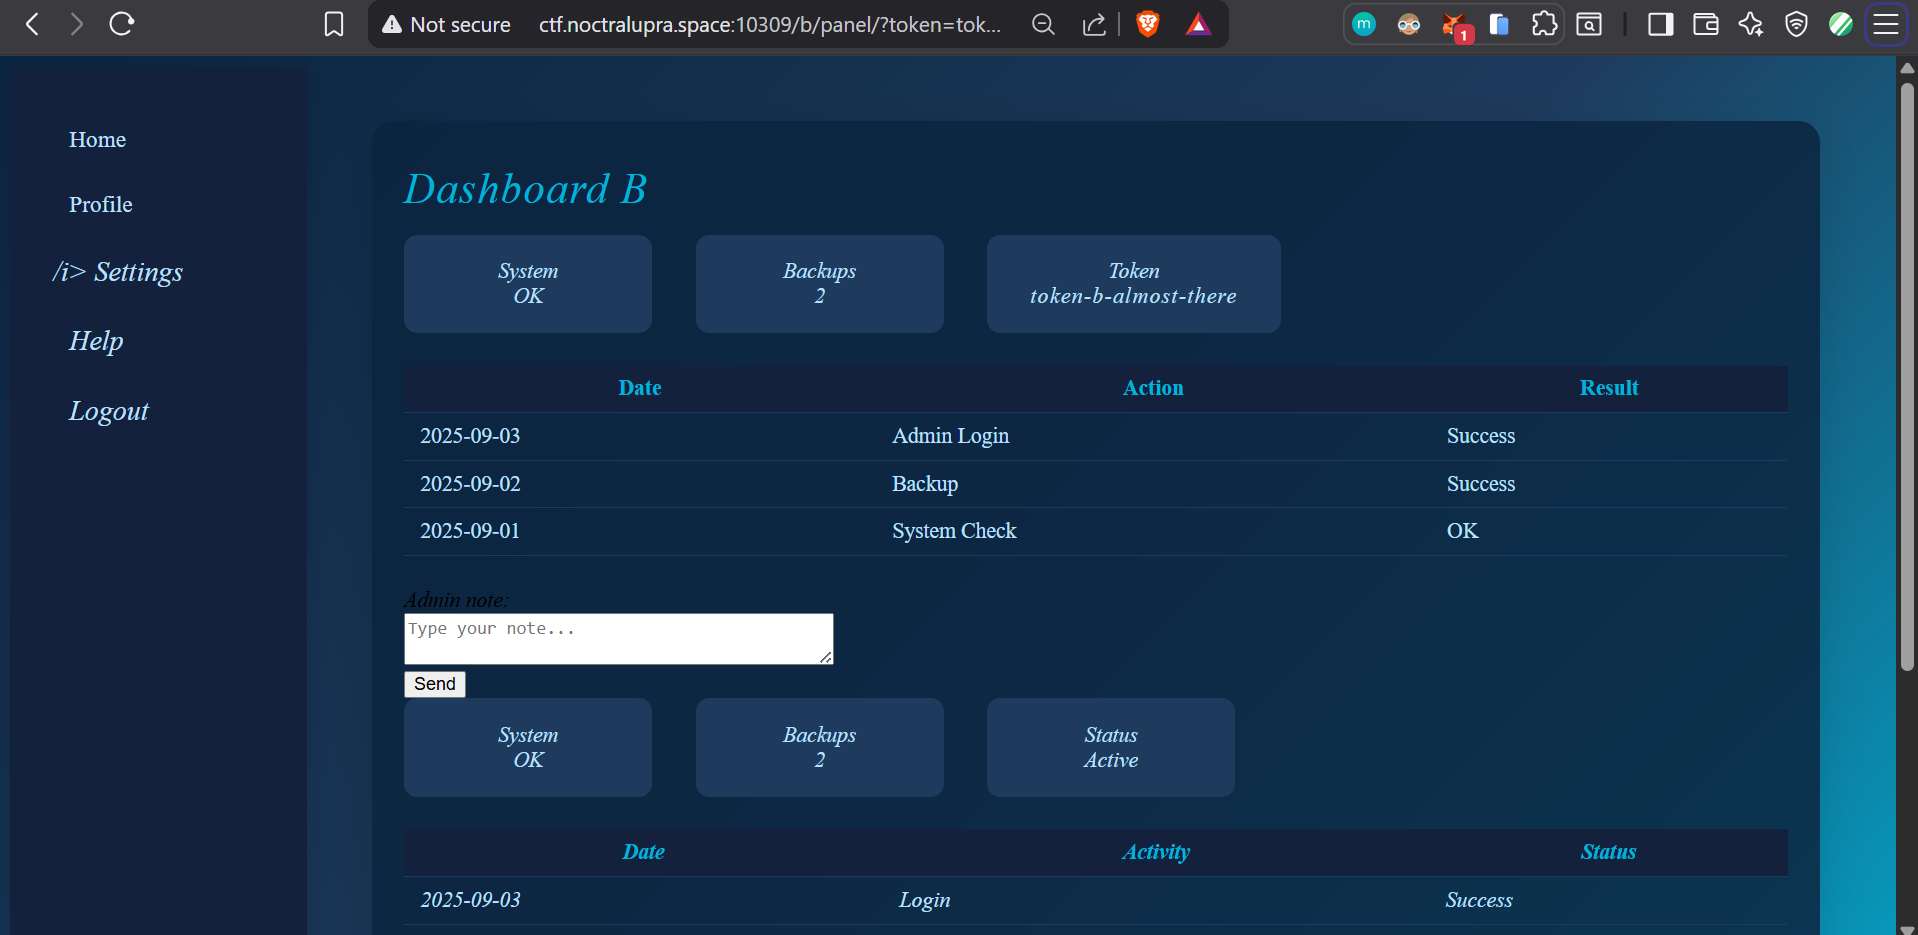 Not secure ctf.noctralupra.space:10309/b/panel/?token=tok...
m
1
Home
Profile
/i> Settings
Help
Logout
Dashboard B
System
OK
Backups
2
Token
token-b-almost-there
Date Action Result
2025-09-03 Admin Login Success
2025-09-02 Backup Success
2025-09-01 System Check OK
Admin note:
Type your note...
Send
System
OK
Backups
2
Status
Active
Date Activity Status
2025-09-03 Login Success